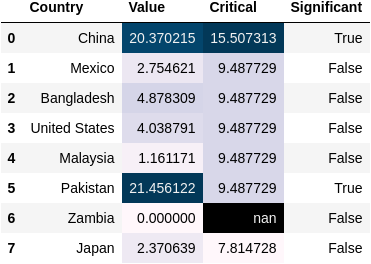 Country Value Critical Significant
0 China 20.370215 15.507313 True
1 Mexico 2.754621 9.487729 False
2 Bangladesh 4.878309 9.487729 False
3 United States 4.038791 9.487729 False
4 Malaysia 1.161171 9.487729 False
5 Pakistan 21.456122 9.487729 True
6 Zambia 0.000000 nan False
7 Japan 2.370639 7.814728 False